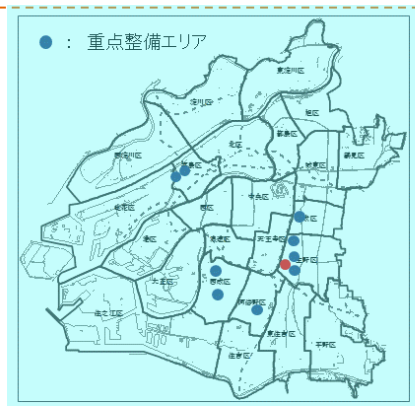 ● : 重点整備エリア
東淀川区
淀川区
旭区
西淀川区
北区
都島区
鶴見区
城東区
福島区
此花区
中央区
西区
港区
浪速区
天王寺区
生野区
大正区
西成区
阿倍野区
住之江区
東住吉区
平野区
住吉区